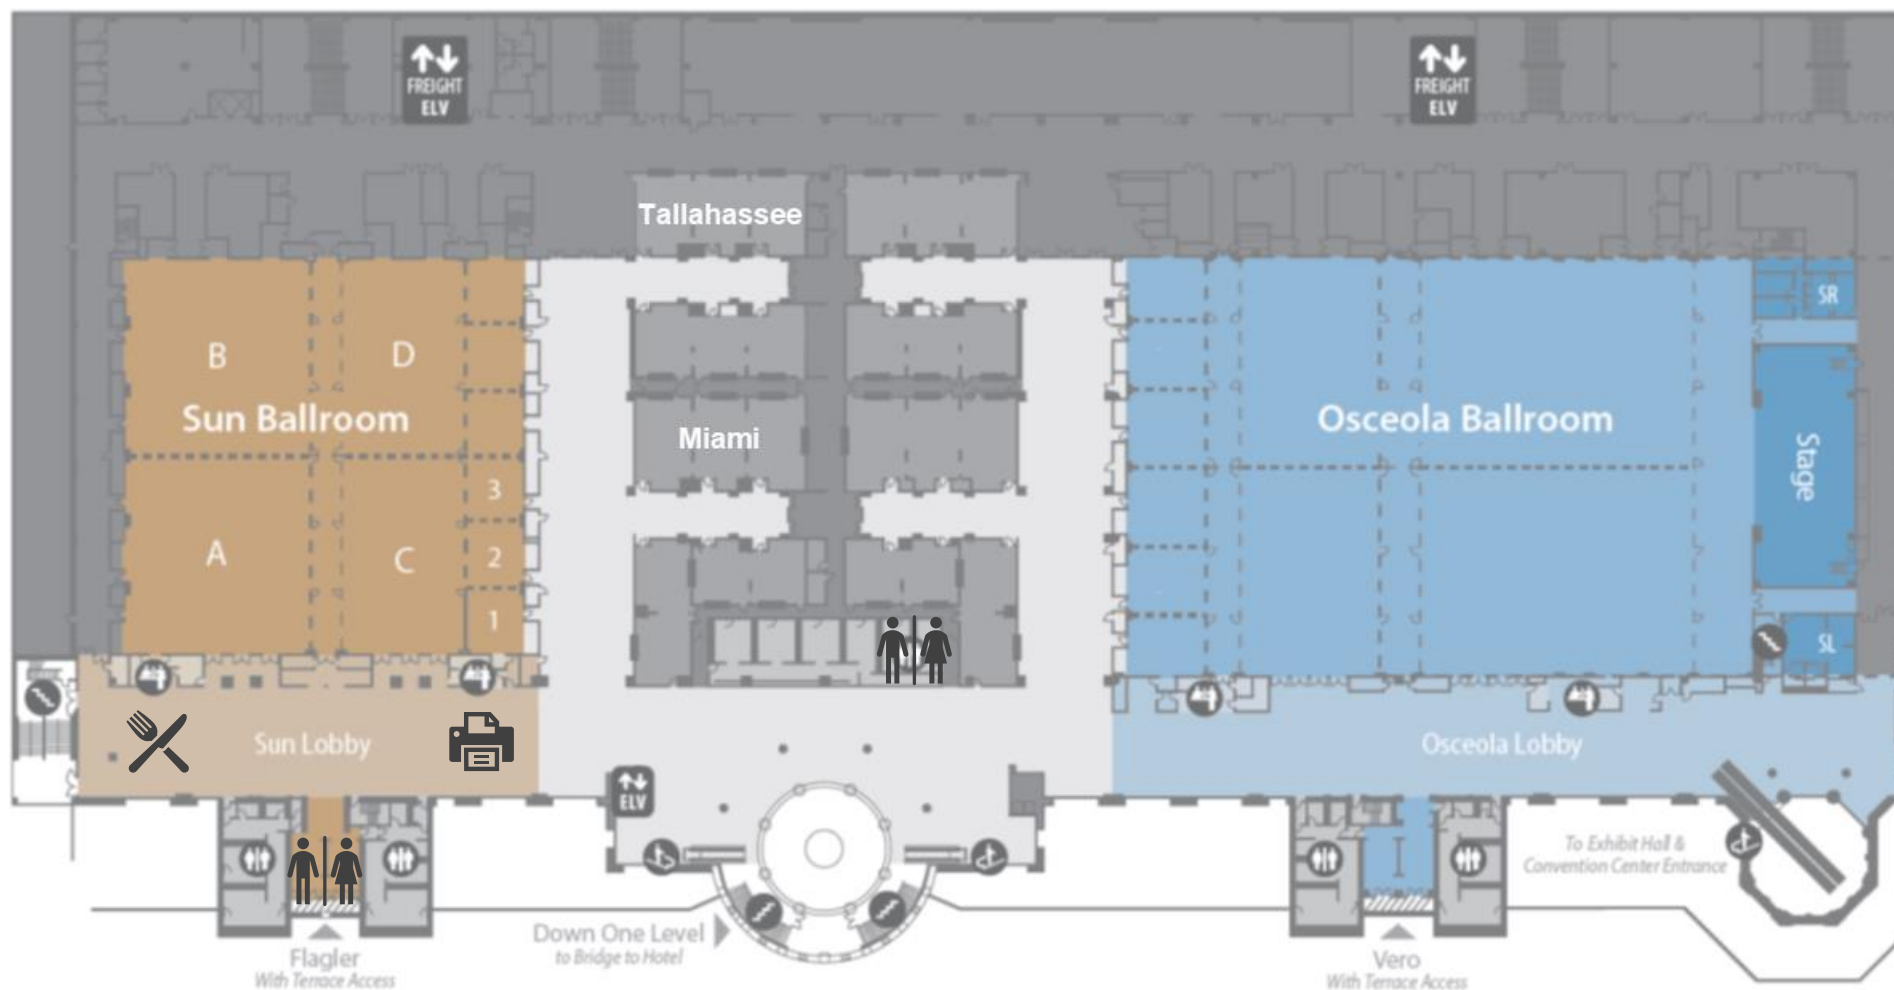 FREIGHT
ELV
FREIGHT
ELV
Tallahassee
SR
B
D
Sun Ballroom
Miami
Osceola Ballroom
Stage
3
A
C
2
1
SL
Sun Lobby
Osceola Lobby
ELV
To Exhibit Hall &
Convention Center Entrance
Down One Level
to Bridge to Hotel
Flagler
With Terrace Access
Vero
With Terrace Access